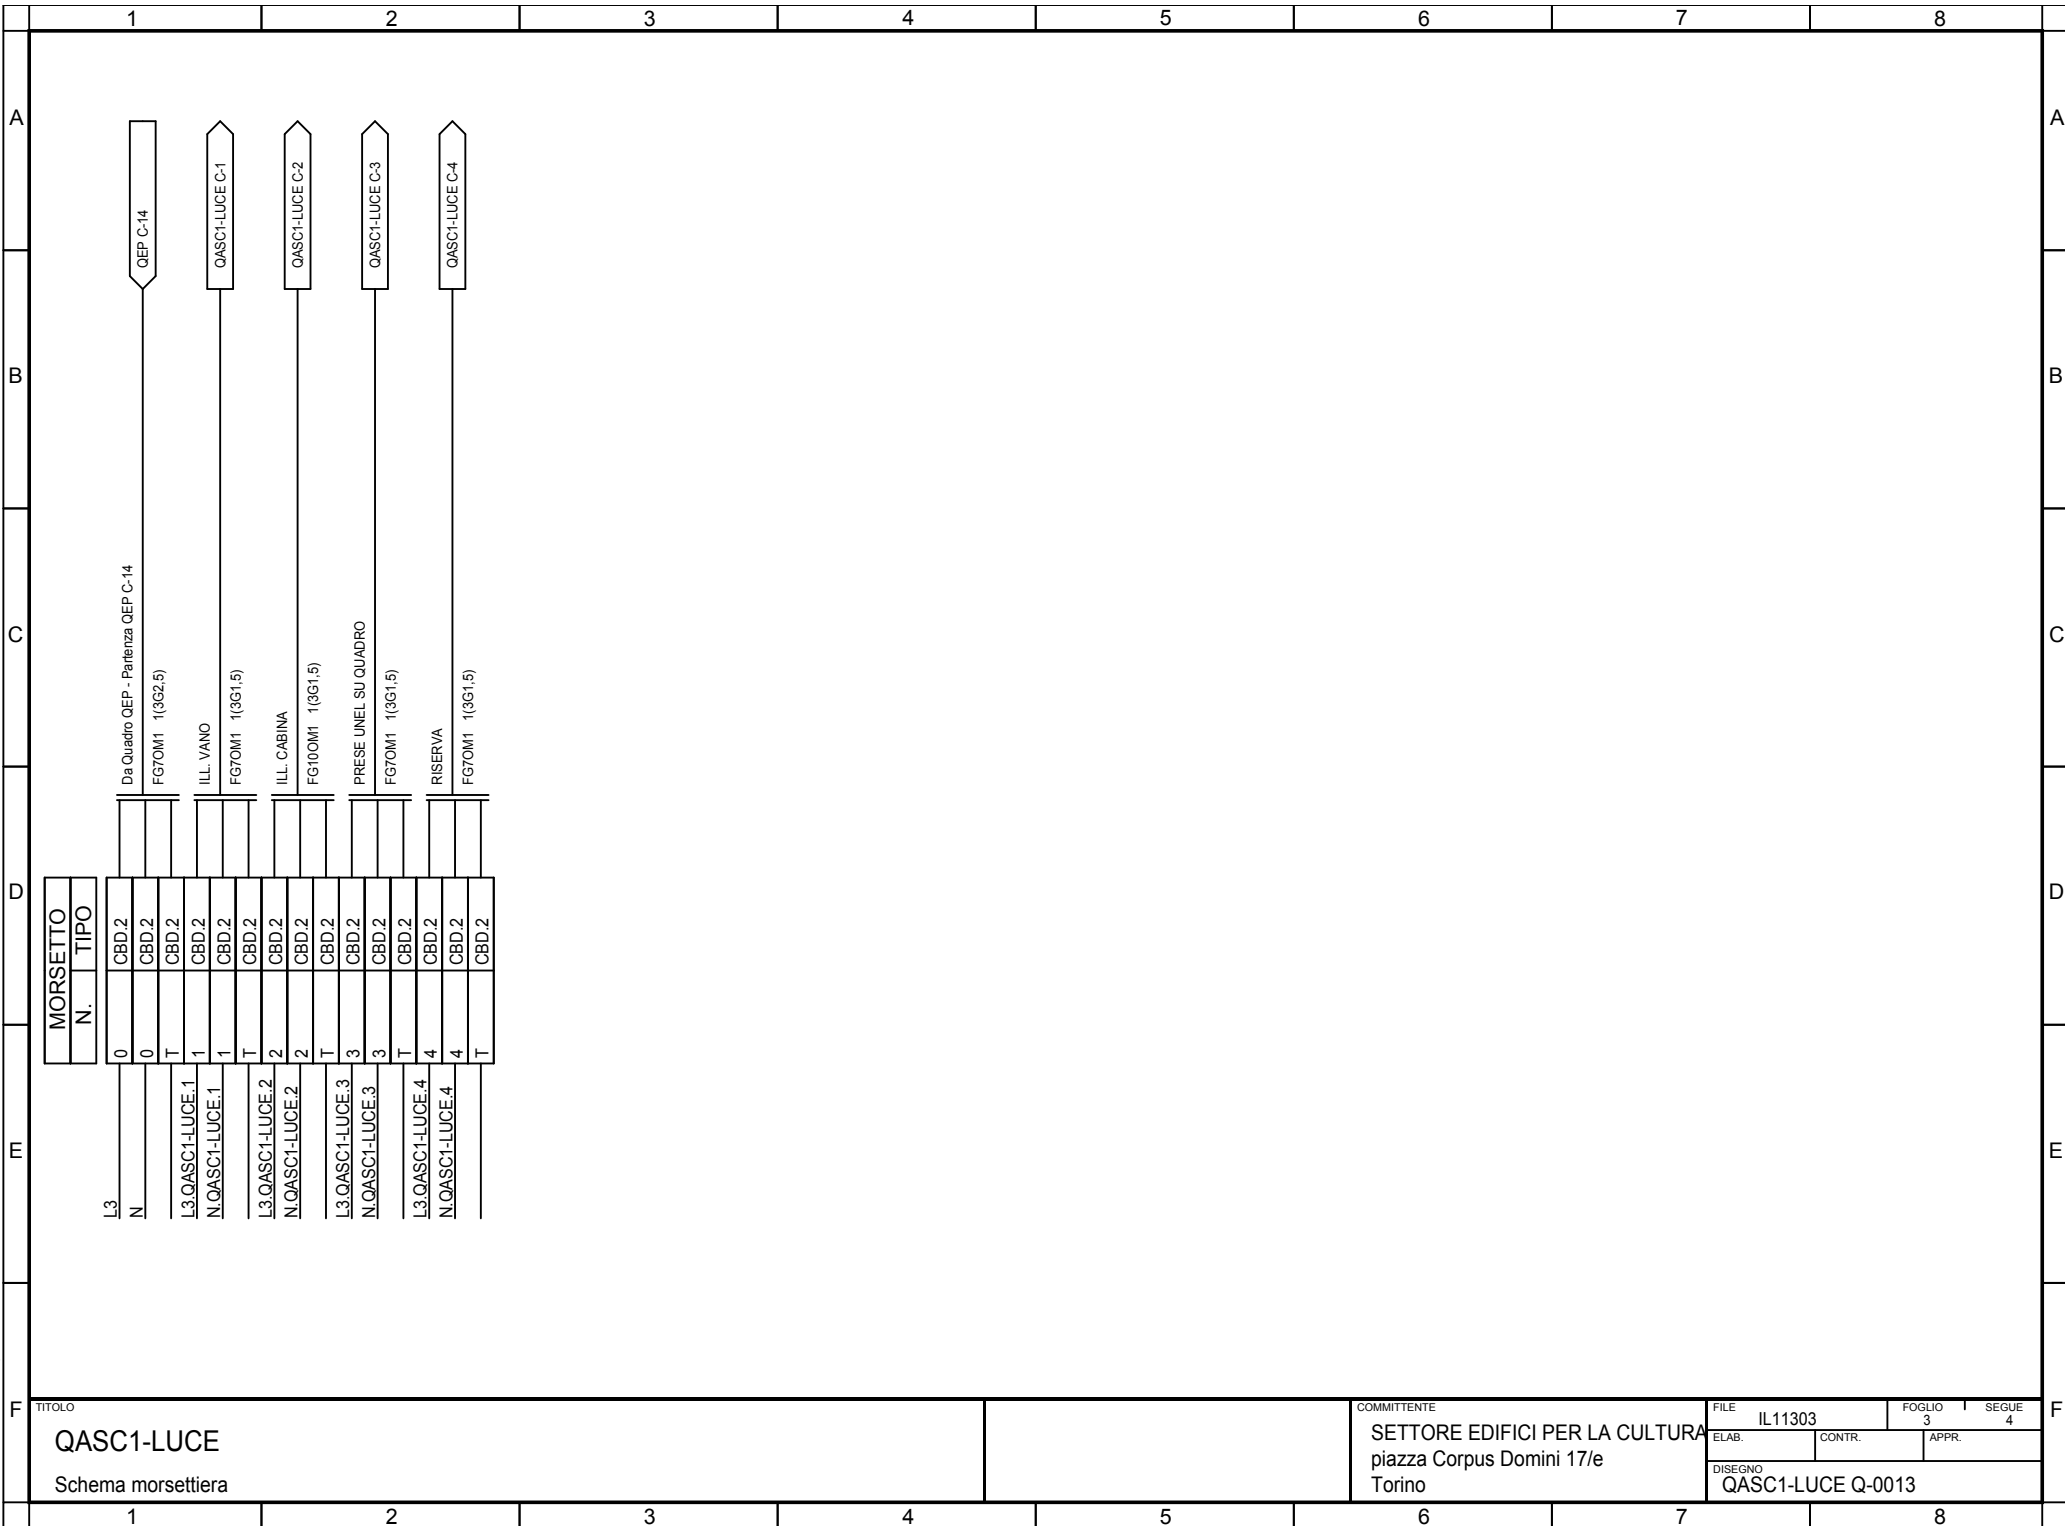 1 2 3 4 5 6 7 8
A A
B B
C C
D D
E E
F F
QEP C-14
QASC1-LUCE C-1
QASC1-LUCE C-2
QASC1-LUCE C-3
QASC1-LUCE C-4
Da Quadro QEP - Partenza QEP C-14
FG7OM1 1(3G2,5)
ILL. VANO
FG7OM1 1(3G1,5)
ILL. CABINA
FG10OM1 1(3G1,5)
PRESE UNEL SU QUADRO
FG7OM1 1(3G1,5)
RISERVA
FG7OM1 1(3G1,5)
MORSETTO
N. TIPO
0 CBD.2
0 CBD.2
T CBD.2
1 CBD.2
1 CBD.2
T CBD.2
2 CBD.2
2 CBD.2
T CBD.2
3 CBD.2
3 CBD.2
T CBD.2
4 CBD.2
4 CBD.2
T CBD.2
L3
N
L3.QASC1-LUCE.1
N.QASC1-LUCE.1
L3.QASC1-LUCE.2
N.QASC1-LUCE.2
L3.QASC1-LUCE.3
N.QASC1-LUCE.3
L3.QASC1-LUCE.4
N.QASC1-LUCE.4
TITOLO
QASC1-LUCE
Schema morsettiera
COMMITTENTE
SETTORE EDIFICI PER LA CULTURA
piazza Corpus Domini 17/e
Torino
FILE
IL11303
FOGLIO
3
SEGUE
4
ELAB. CONTR. APPR.
DISEGNO
QASC1-LUCE Q-0013
1 2 3 4 5 6 7 8